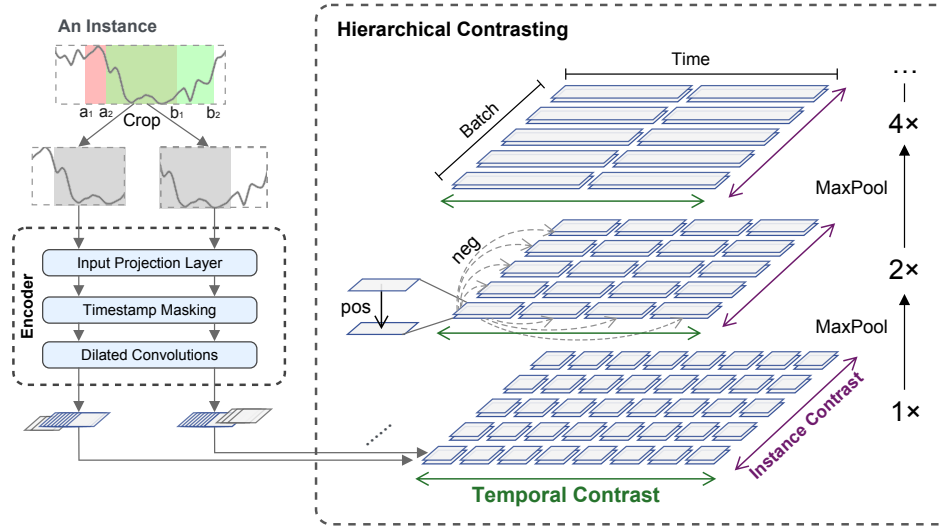 An Instance
a₁ a₂ b₁ b₂
Crop
Encoder
Input Projection Layer
Timestamp Masking
Dilated Convolutions
Hierarchical Contrasting
Time
Batch
...
4×
MaxPool
neg
2×
pos
MaxPool
1×
Instance Contrast
Temporal Contrast